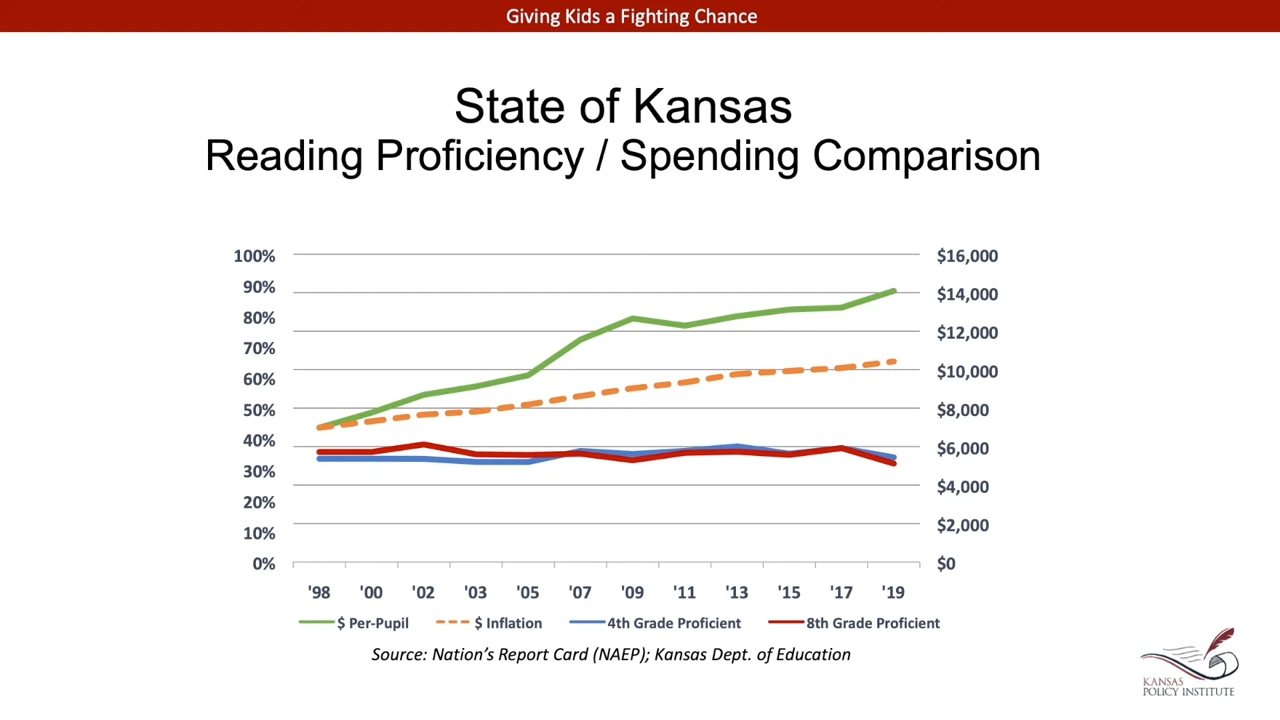 Giving Kids a Fighting Chance
State of Kansas
Reading Proficiency / Spending Comparison
100%
90%
80%
70%
60%
50%
40%
30%
20%
10%
0%
$16,000
$14,000
$12,000
$10,000
$8,000
$6,000
$4,000
$2,000
$0
'98 '00 '02 '03 '05 '07 '09 '11 '13 '15 '17 '19
$ Per-Pupil $ Inflation 4th Grade Proficient 8th Grade Proficient
Source: Nation's Report Card (NAEP); Kansas Dept. of Education
KANSAS
POLICY INSTITUTE